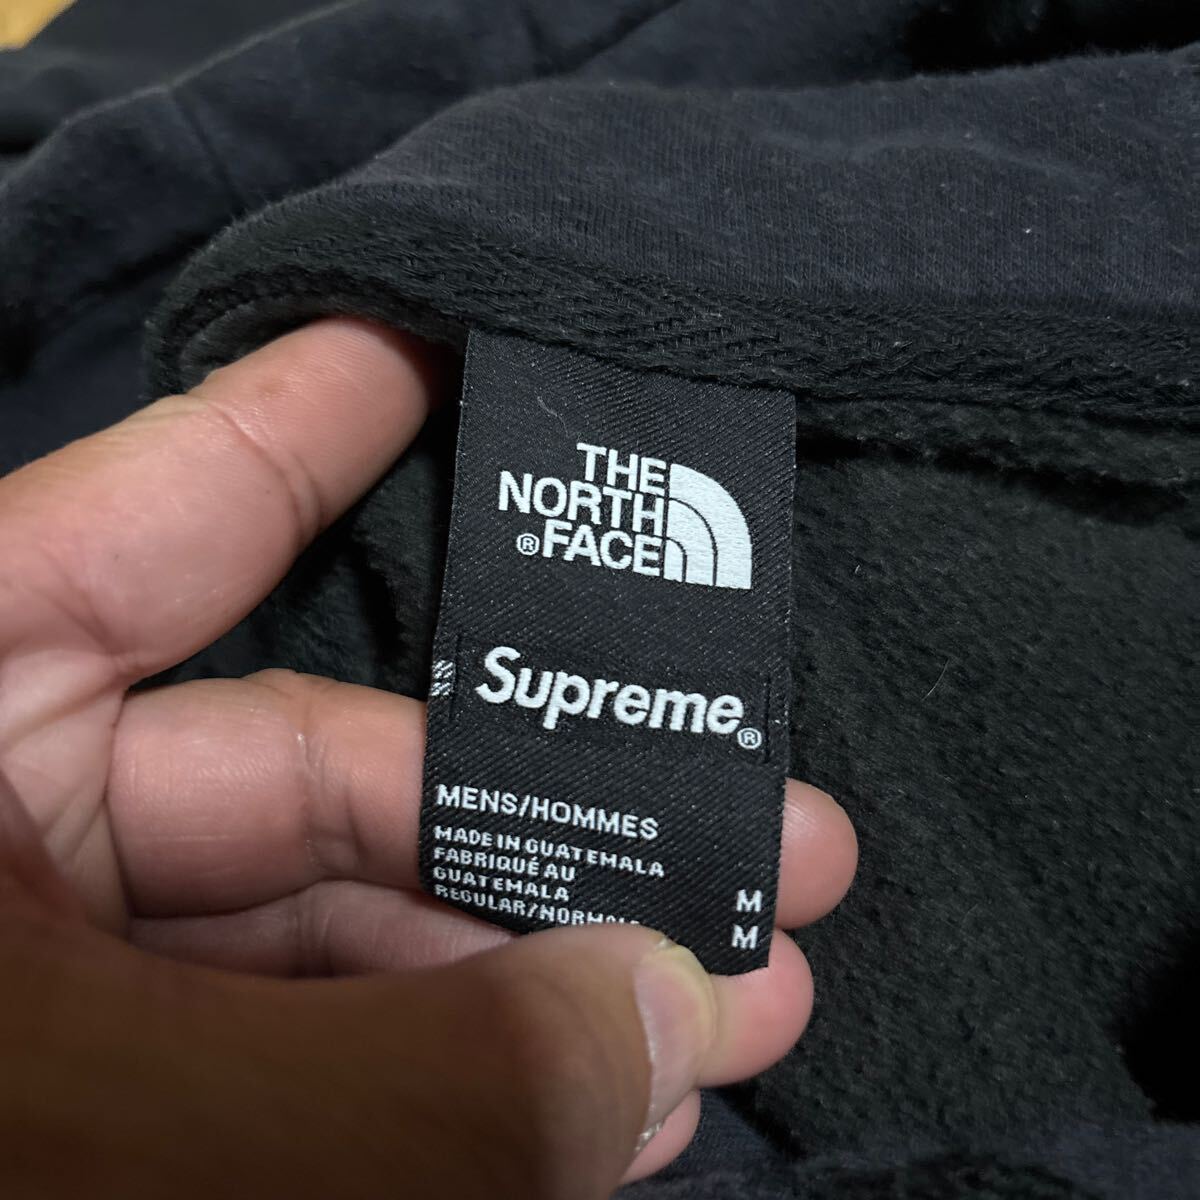 THE
NORTH
®FACE
Supreme®
MENS/HOMMES
MADE IN GUATEMALA
FABRIQUÉ AU
GUATEMALA M
M